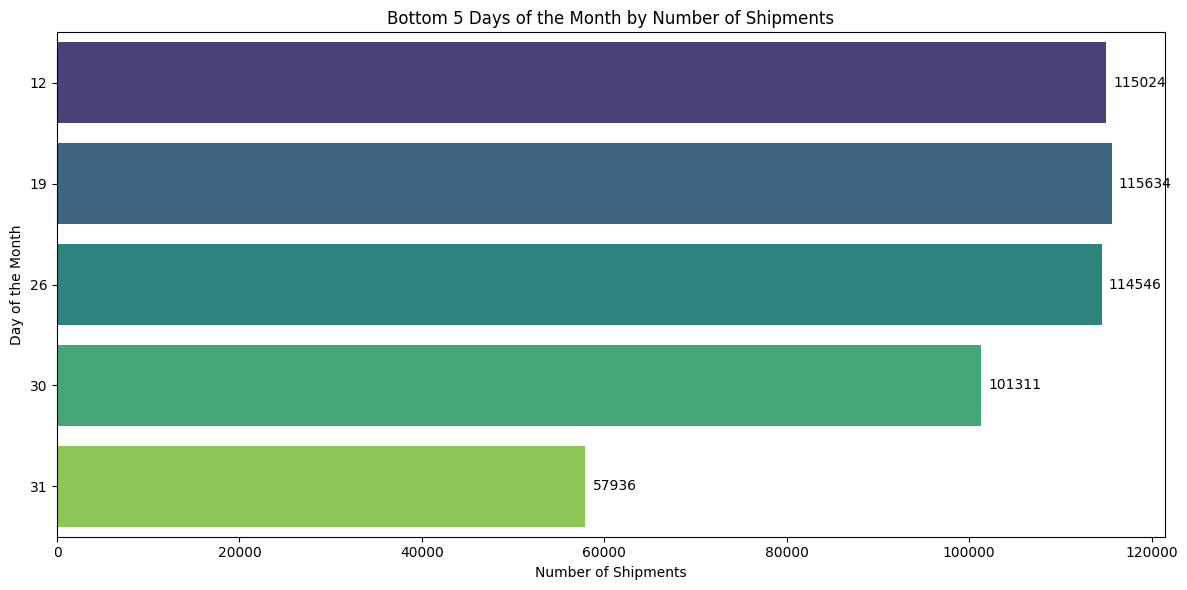 Bottom 5 Days of the Month by Number of Shipments
Day of the Month
12
115024
19
115634
26
114546
30
101311
31
57936
0 20000 40000 60000 80000 100000 120000
Number of Shipments